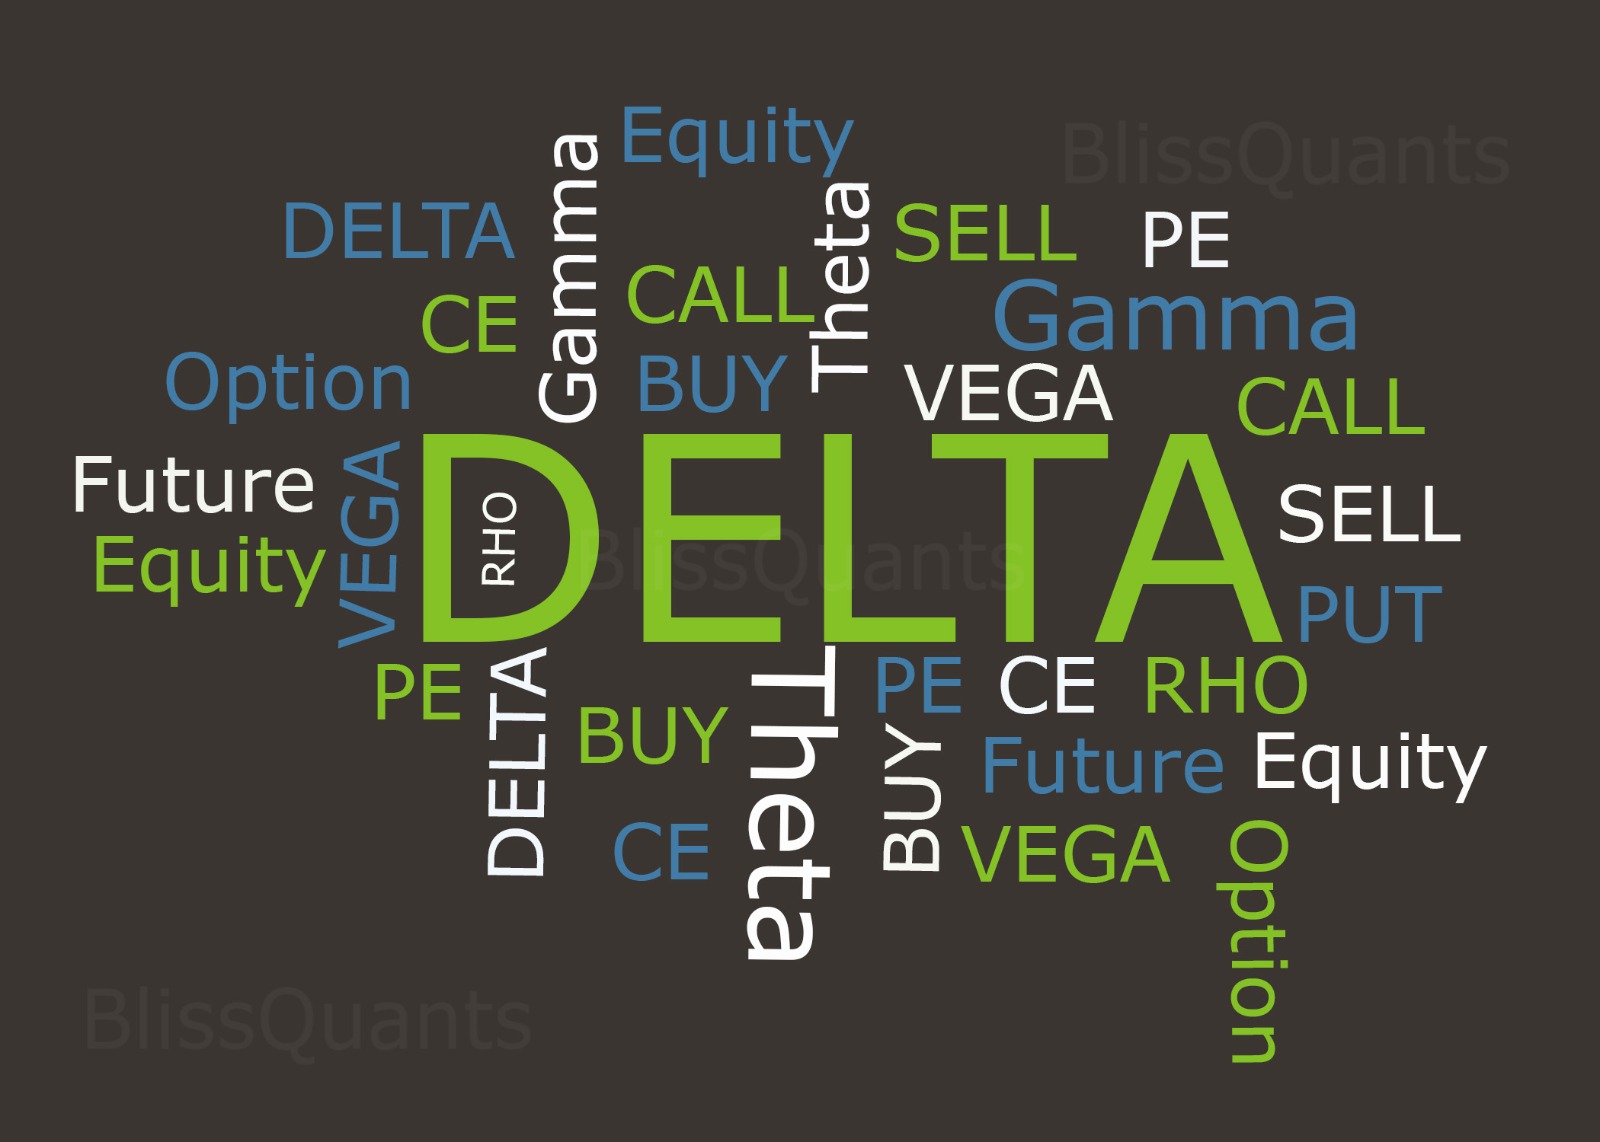 Equity
BlissQuants
Gamma
Theta
DELTA
SELL
PE
CE
CALL
Gamma
Option
BUY
VEGA
CALL
Future
VEGA
DELTA
RHO
SELL
Equity
BlissQuants
PUT
PE
DELTA
BUY
Theta
PE
CE
RHO
BUY
Future
Equity
CE
VEGA
Option
BlissQuants